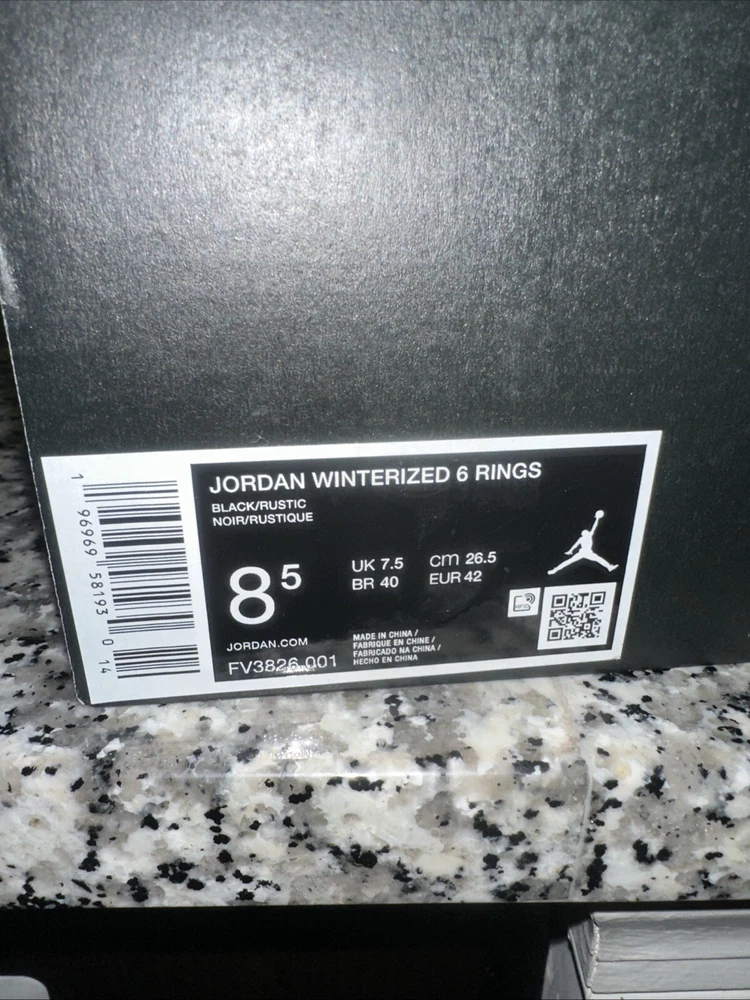 JORDAN WINTERIZED 6 RINGS
BLACK/RUSTIC
NOIR/RUSTIQUE
8 5
UK 7.5 cm 26.5
BR 40 EUR 42
JORDAN.COM
FV3826 001
MADE IN CHINA /
FABRIQUE EN CHINE /
FABRICADO NA CHINA /
HECHO EN CHINA
1 96969 58193 0 14